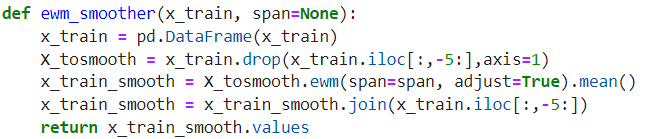 def ewm_smoother(x_train, span=None):
    x_train = pd.DataFrame(x_train)
    X_tosmooth = x_train.drop(x_train.iloc[:,-5:],axis=1)
    x_train_smooth = X_tosmooth.ewm(span=span, adjust=True).mean()
    x_train_smooth = x_train_smooth.join(x_train.iloc[:,-5:])
    return x_train_smooth.values